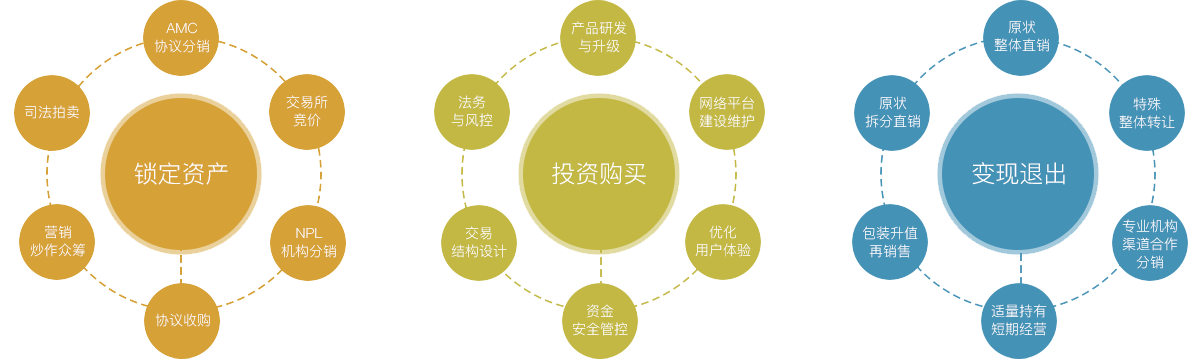 AMC
协议分销
交易所
竞价
NPL
机构分销
协议收购
营销
炒作众筹
司法拍卖
锁定资产
产品研发
与升级
网络平台
建设维护
优化
用户体验
资金
安全管控
交易
结构设计
法务
与风控
投资购买
原状
整体直销
特殊
整体转让
专业机构
渠道合作
分销
适量持有
短期经营
包装升值
再销售
原状
拆分直销
变现退出